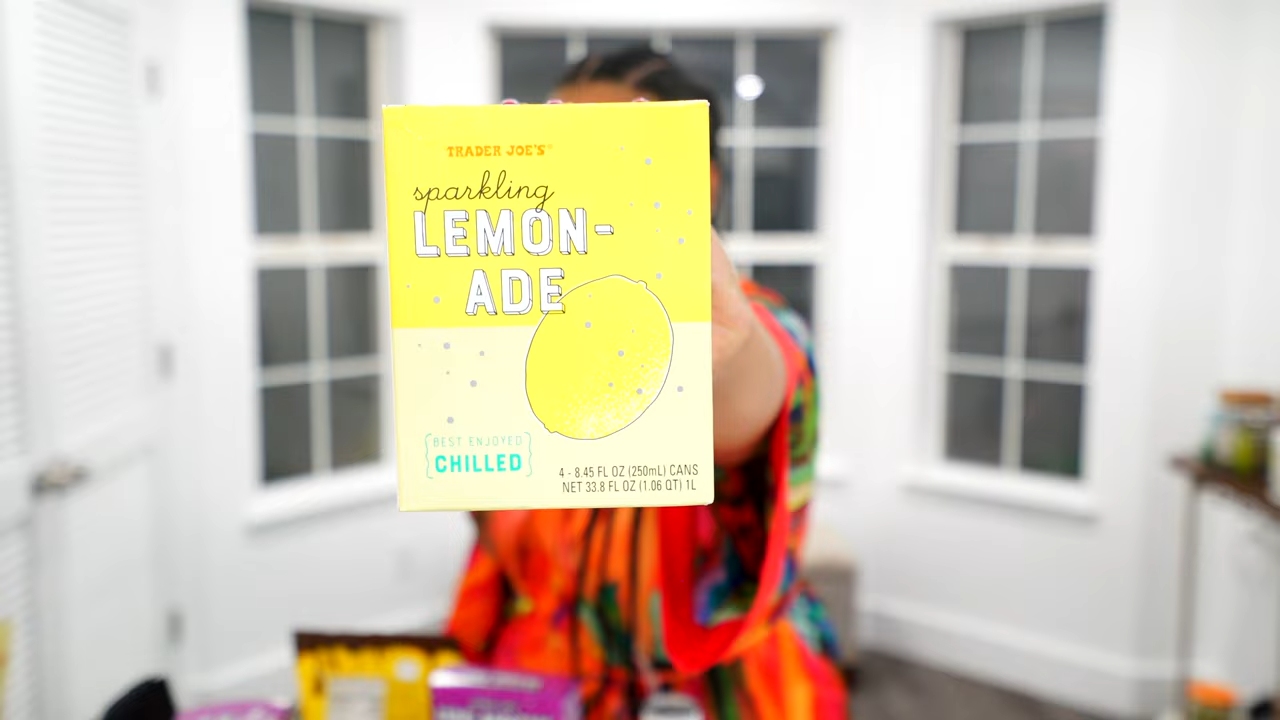 TRADER JOE'S
sparkling
LEMON-
ADE
BEST ENJOYED
CHILLED
4 - 8.45 FL OZ (250mL) CANS
NET 33.8 FL OZ (1.06 QT) 1L